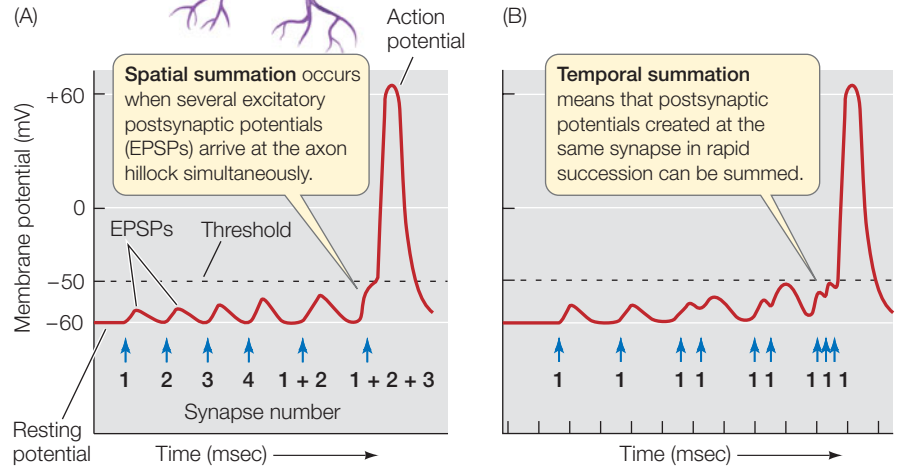 (A)
Action
potential
Spatial summation occurs
when several excitatory
postsynaptic potentials
(EPSPs) arrive at the axon
hillock simultaneously.
Membrane potential (mV)
+60
0
−50
−60
EPSPs
Threshold
1 2 3 4 1 + 2 1 + 2 + 3
Synapse number
Resting
potential
Time (msec)
(B)
Temporal summation
means that postsynaptic
potentials created at the
same synapse in rapid
succession can be summed.
1 1 1 1 1 1 1 1 1
Time (msec)